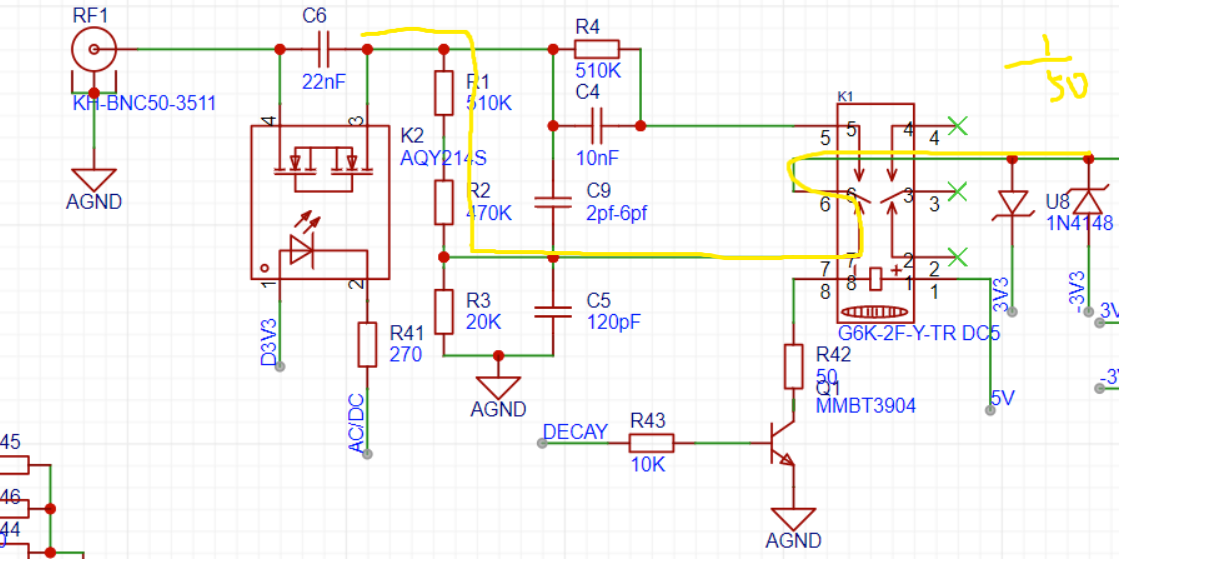 RF1
C6
22nF
KH-BNC50-3511
AGND
4
3
K2
AQY214S
1
2
D3V3
R41
270
AC/DC
R1
510K
R2
470K
R3
20K
AGND
R4
510K
C4
10nF
C9
2pf-6pf
C5
120pF
K1
5
5
4
4
6
6
3
3
7
7
2
2
8
8
+
1
1
G6K-2F-Y-TR DC5
1
50
U8
1N4148
3V3
-3V3
3V
-3
5V
R42
50
Q1
MMBT3904
DECAY
R43
10K
AGND
45
46
44